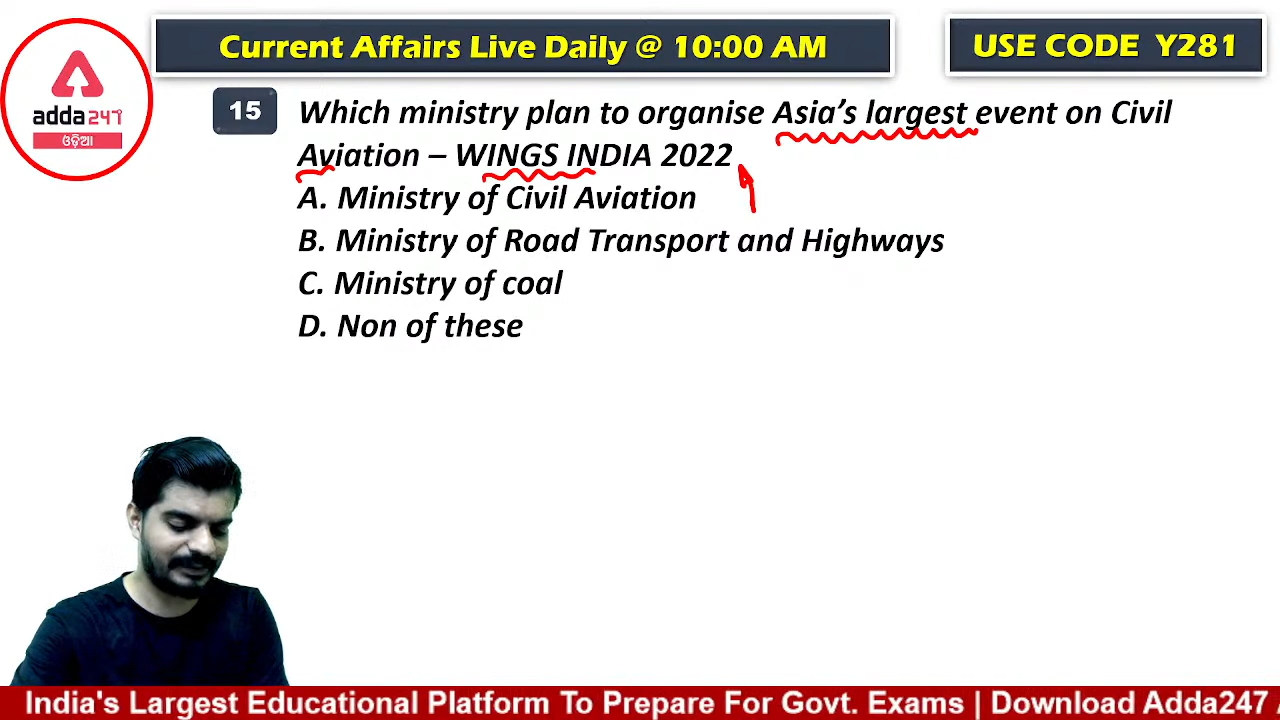 Current Affairs Live Daily @ 10:00 AM
USE CODE Y281
adda247
ଓଡ଼ିଆ
15
Which ministry plan to organise Asia's largest event on Civil
Aviation – WINGS INDIA 2022
A. Ministry of Civil Aviation
B. Ministry of Road Transport and Highways
C. Ministry of coal
D. Non of these
India's Largest Educational Platform To Prepare For Govt. Exams | Download Adda247